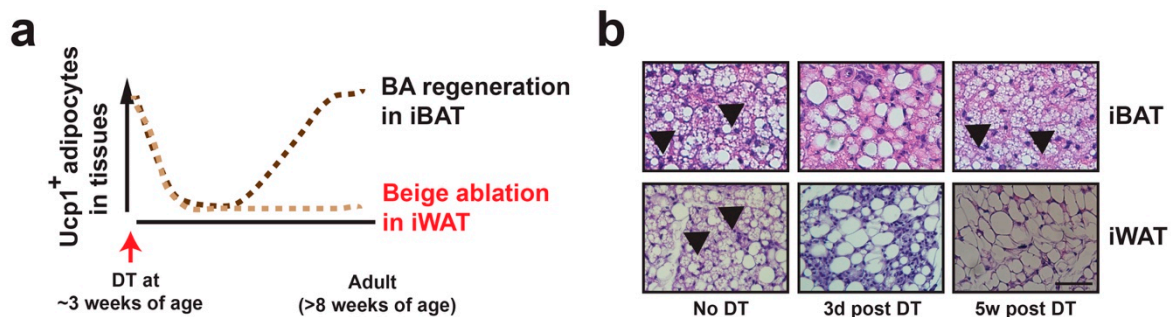 a
Ucp1+ adipocytes
in tissues
BA regeneration
in iBAT
Beige ablation
in iWAT
DT at
~3 weeks of age
Adult
(>8 weeks of age)
b
iBAT
iWAT
No DT
3d post DT
5w post DT